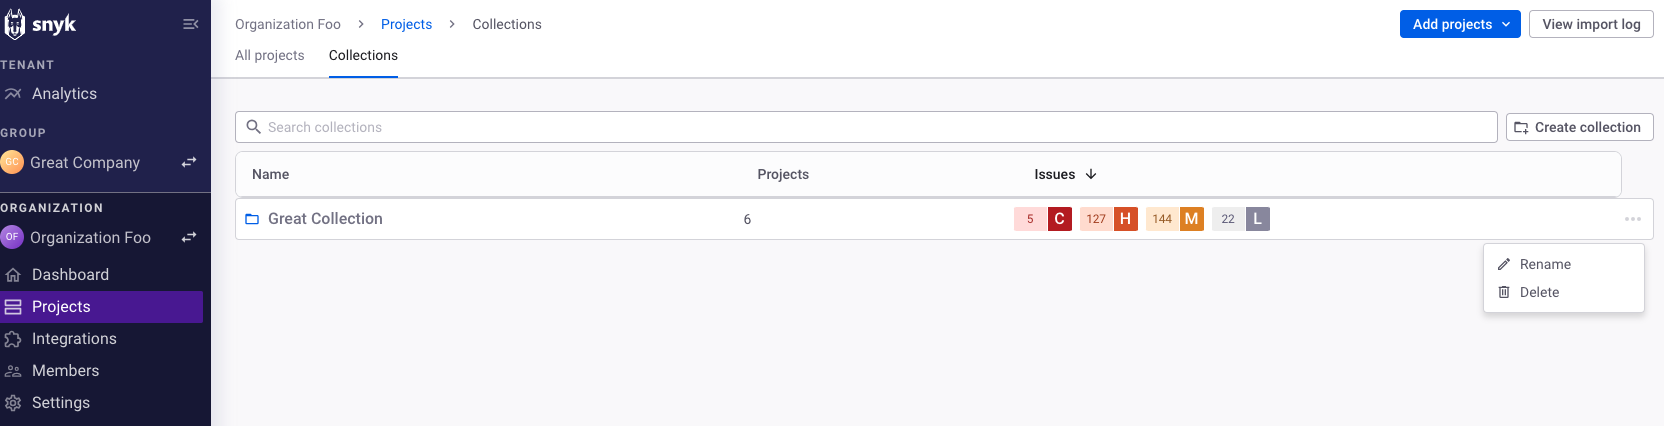 snyk
TENANT
Analytics
GROUP
GC Great Company
ORGANIZATION
OF Organization Foo
Dashboard
Projects
Integrations
Members
Settings
Organization Foo > Projects > Collections
Add projects
View import log
All projects Collections
Search collections
Create collection
Name Projects Issues
Great Collection 6 5 C 127 H 144 M 22 L
Rename
Delete